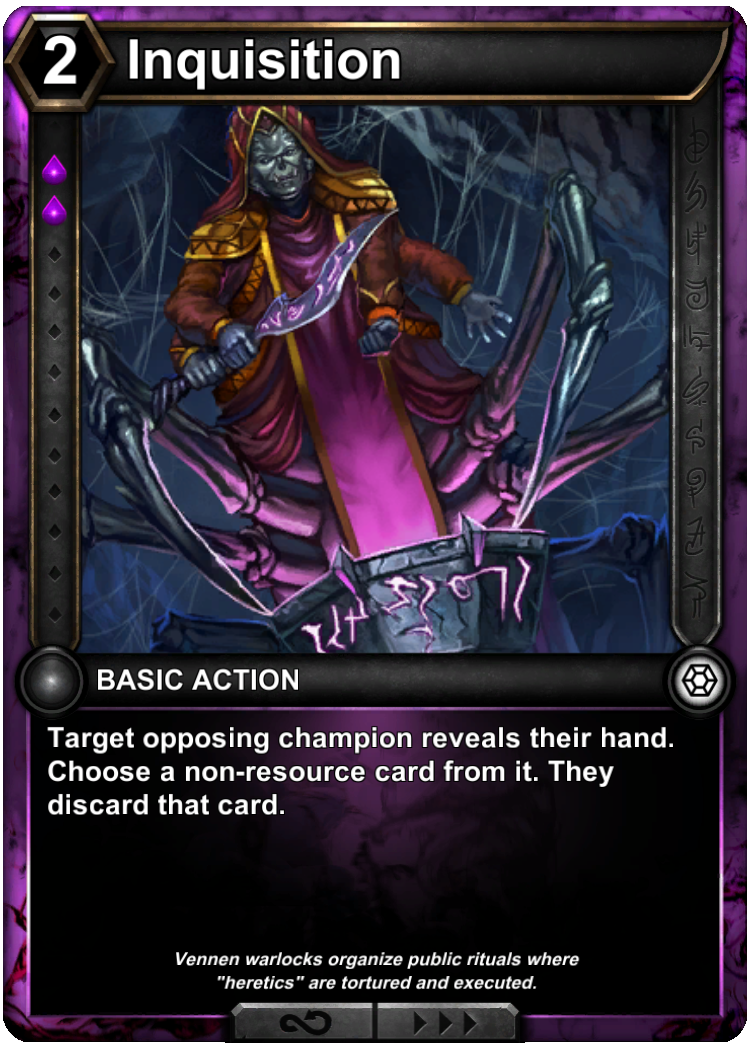 2
Inquisition
BASIC ACTION
Target opposing champion reveals their hand.
Choose a non-resource card from it. They
discard that card.
Vennen warlocks organize public rituals where
"heretics" are tortured and executed.